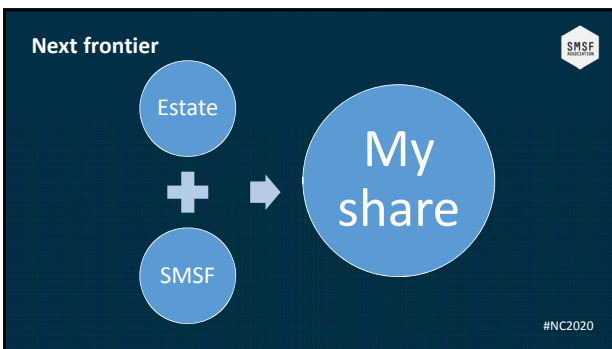 Next frontier
SMSF
ASSOCIATION
Estate
My
share
SMSF
#NC2020